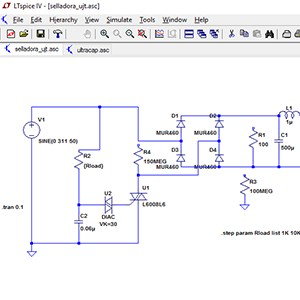 LTspice IV - [selladora_ujt.asc]
File Edit Hierarchy View Simulate Tools Window Help
selladora_ujt.asc ultracap.asc
V1
SINE(0 311 50)
R2
{Rload}
R4
150MEG
D1
MUR460
D2
MUR460
D3
MUR460
D4
MUR460
L1
1µ
R1
100
C1
500µ
R3
100MEG
U2
DIAC
VK=30
U1
L6008L6
C2
0.06µ
.tran 0.1
.step param Rload list 1K 10K